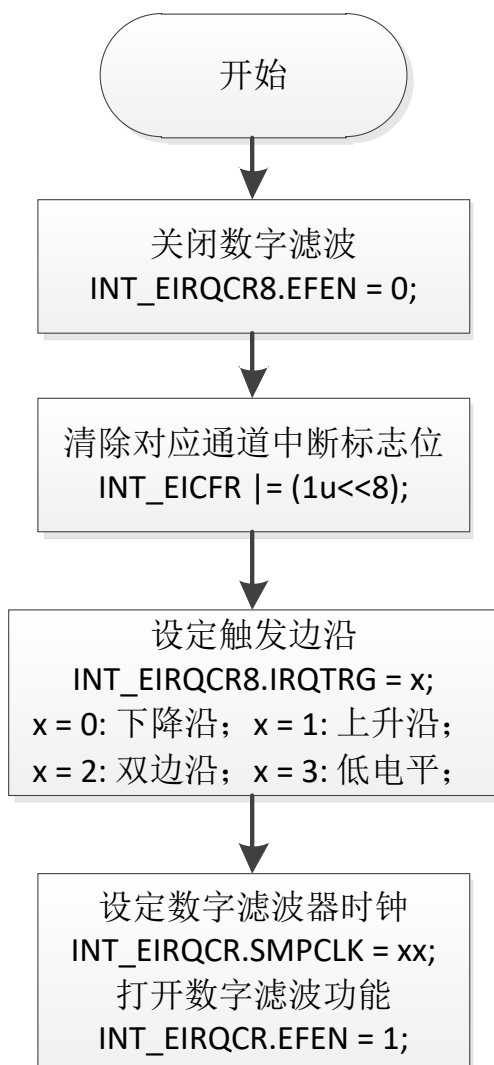 开始
关闭数字滤波
INT_EIRQCR8.EFEN = 0;
清除对应通道中断标志位
INT_EICFR |= (1u<<8);
设定触发边沿
INT_EIRQCR8.IRQTRG = x;
x = 0: 下降沿；x = 1: 上升沿；
x = 2: 双边沿；x = 3: 低电平；
设定数字滤波器时钟
INT_EIRQCR.SMPCLK = xx;
打开数字滤波功能
INT_EIRQCR.EFEN = 1;